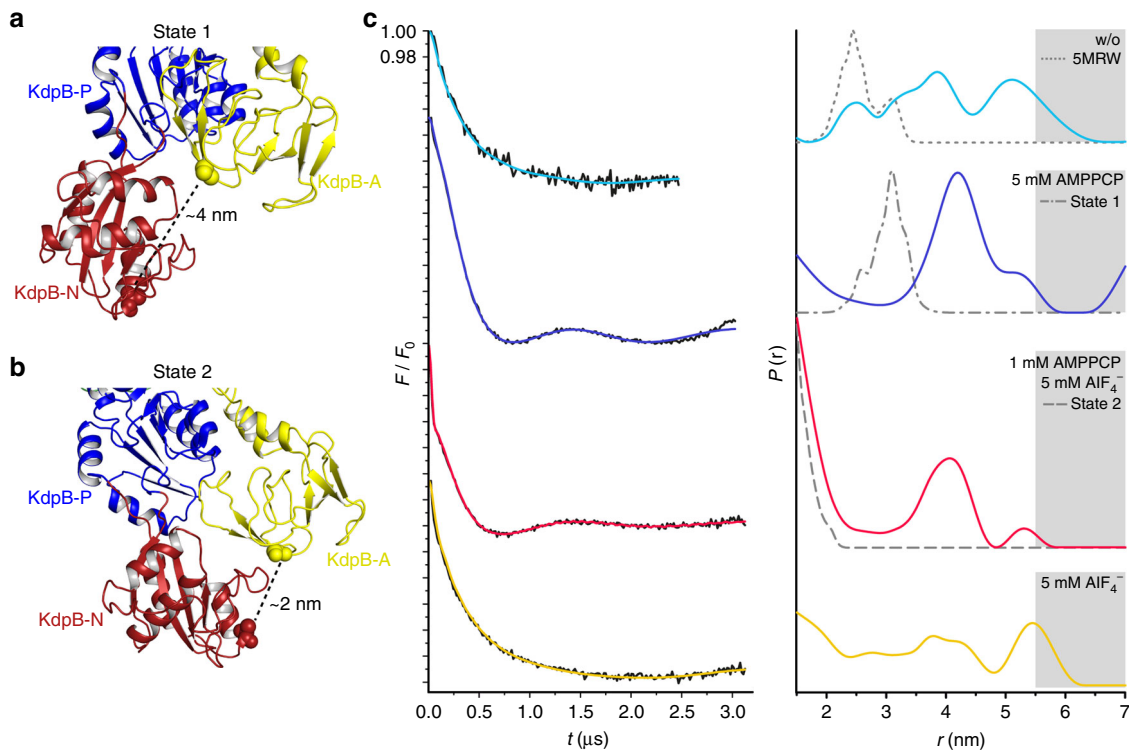 a
State 1
KdpB-P
KdpB-A
~4 nm
KdpB-N
b
State 2
KdpB-P
KdpB-A
KdpB-N
~2 nm
c
1.00
0.98
F / F₀
0.0 0.5 1.0 1.5 2.0 2.5 3.0
t (μs)
w/o
5MRW
5 mM AMPPCP
State 1
1 mM AMPPCP
5 mM AlF₄⁻
State 2
5 mM AlF₄⁻
P (r)
2 3 4 5 6 7
r (nm)